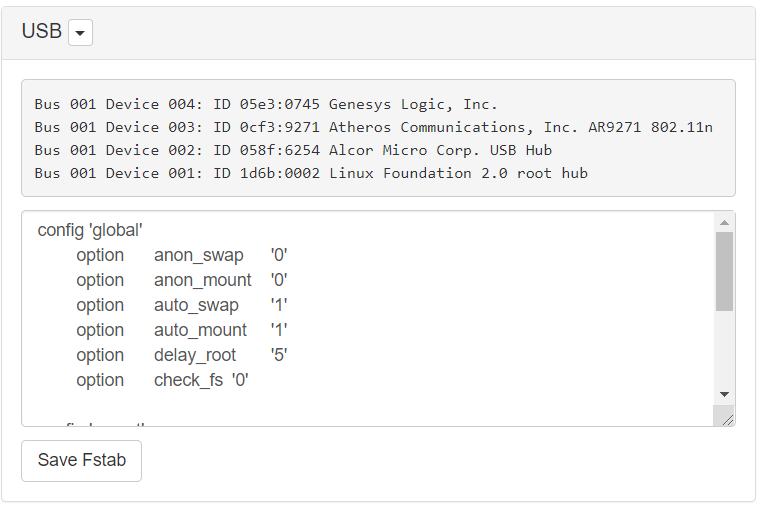 USB
Bus 001 Device 004: ID 05e3:0745 Genesys Logic, Inc.
Bus 001 Device 003: ID 0cf3:9271 Atheros Communications, Inc. AR9271 802.11n
Bus 001 Device 002: ID 058f:6254 Alcor Micro Corp. USB Hub
Bus 001 Device 001: ID 1d6b:0002 Linux Foundation 2.0 root hub
config 'global'
option anon_swap '0'
option anon_mount '0'
option auto_swap '1'
option auto_mount '1'
option delay_root '5'
option check_fs '0'
Save Fstab